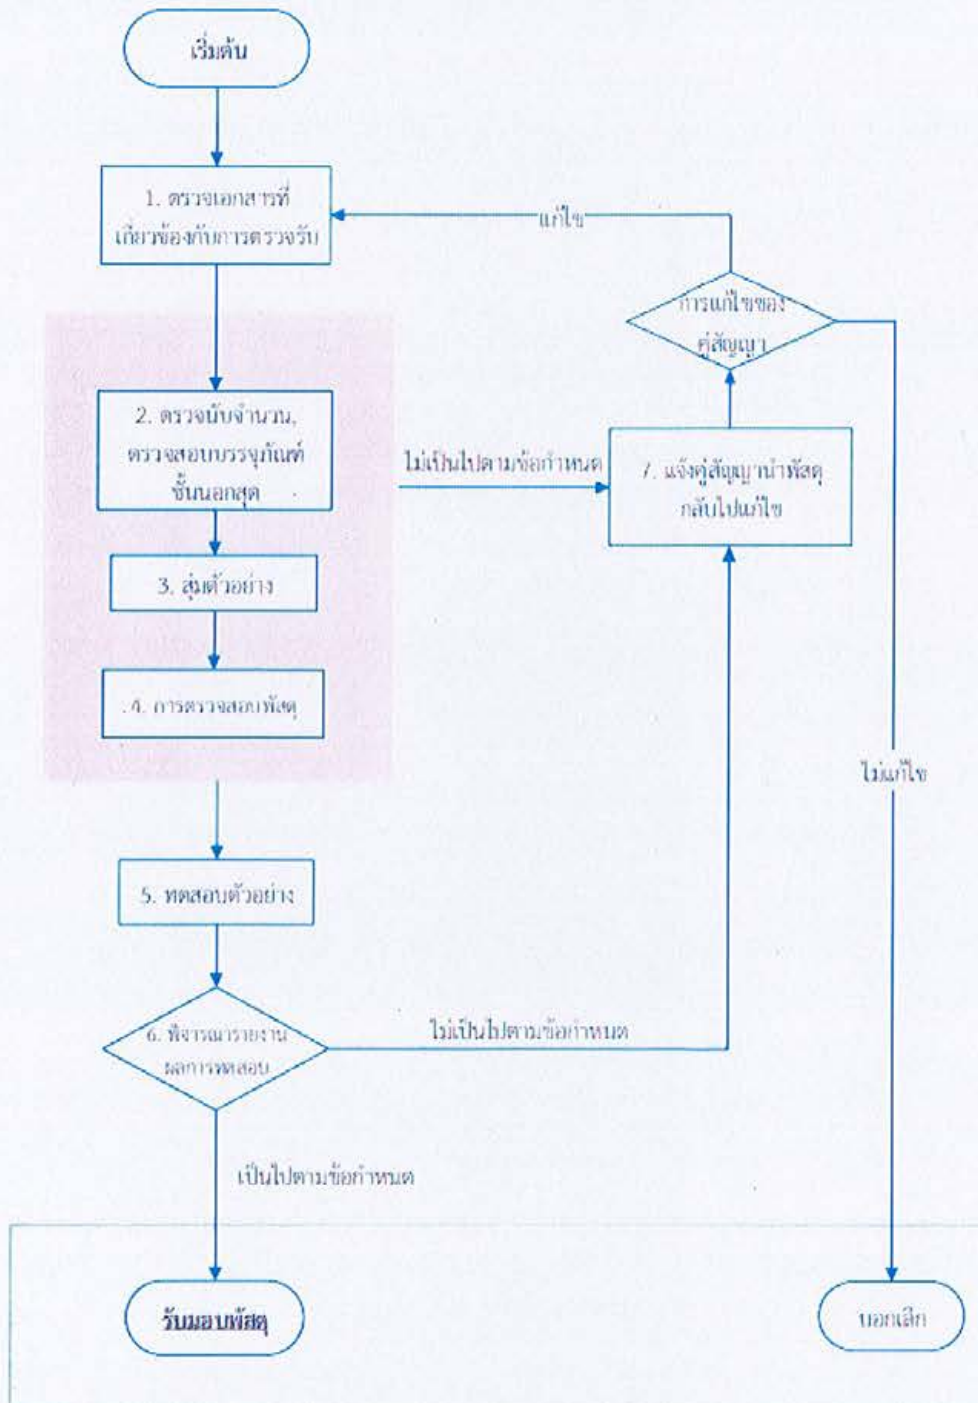 เริ่มต้น
1. ตรวจเอกสารที่
เกี่ยวข้องกับการตรวจรับ
แก้ไข
การแก้ไขของ
คู่สัญญา
2. ตรวจนับจำนวน,
ตรวจสอบบรรจุภัณฑ์
ชั้นนอกสุด
ไม่เป็นไปตามข้อกำหนด
7. แจ้งคู่สัญญานำพัสดุ
กลับไปแก้ไข
3. สุ่มตัวอย่าง
4. การตรวจสอบพัสดุ
ไม่แก้ไข
5. ทดสอบตัวอย่าง
6. พิจารณารายงาน
ผลการทดสอบ
ไม่เป็นไปตามข้อกำหนด
เป็นไปตามข้อกำหนด
รับมอบพัสดุ
บอกเลิก